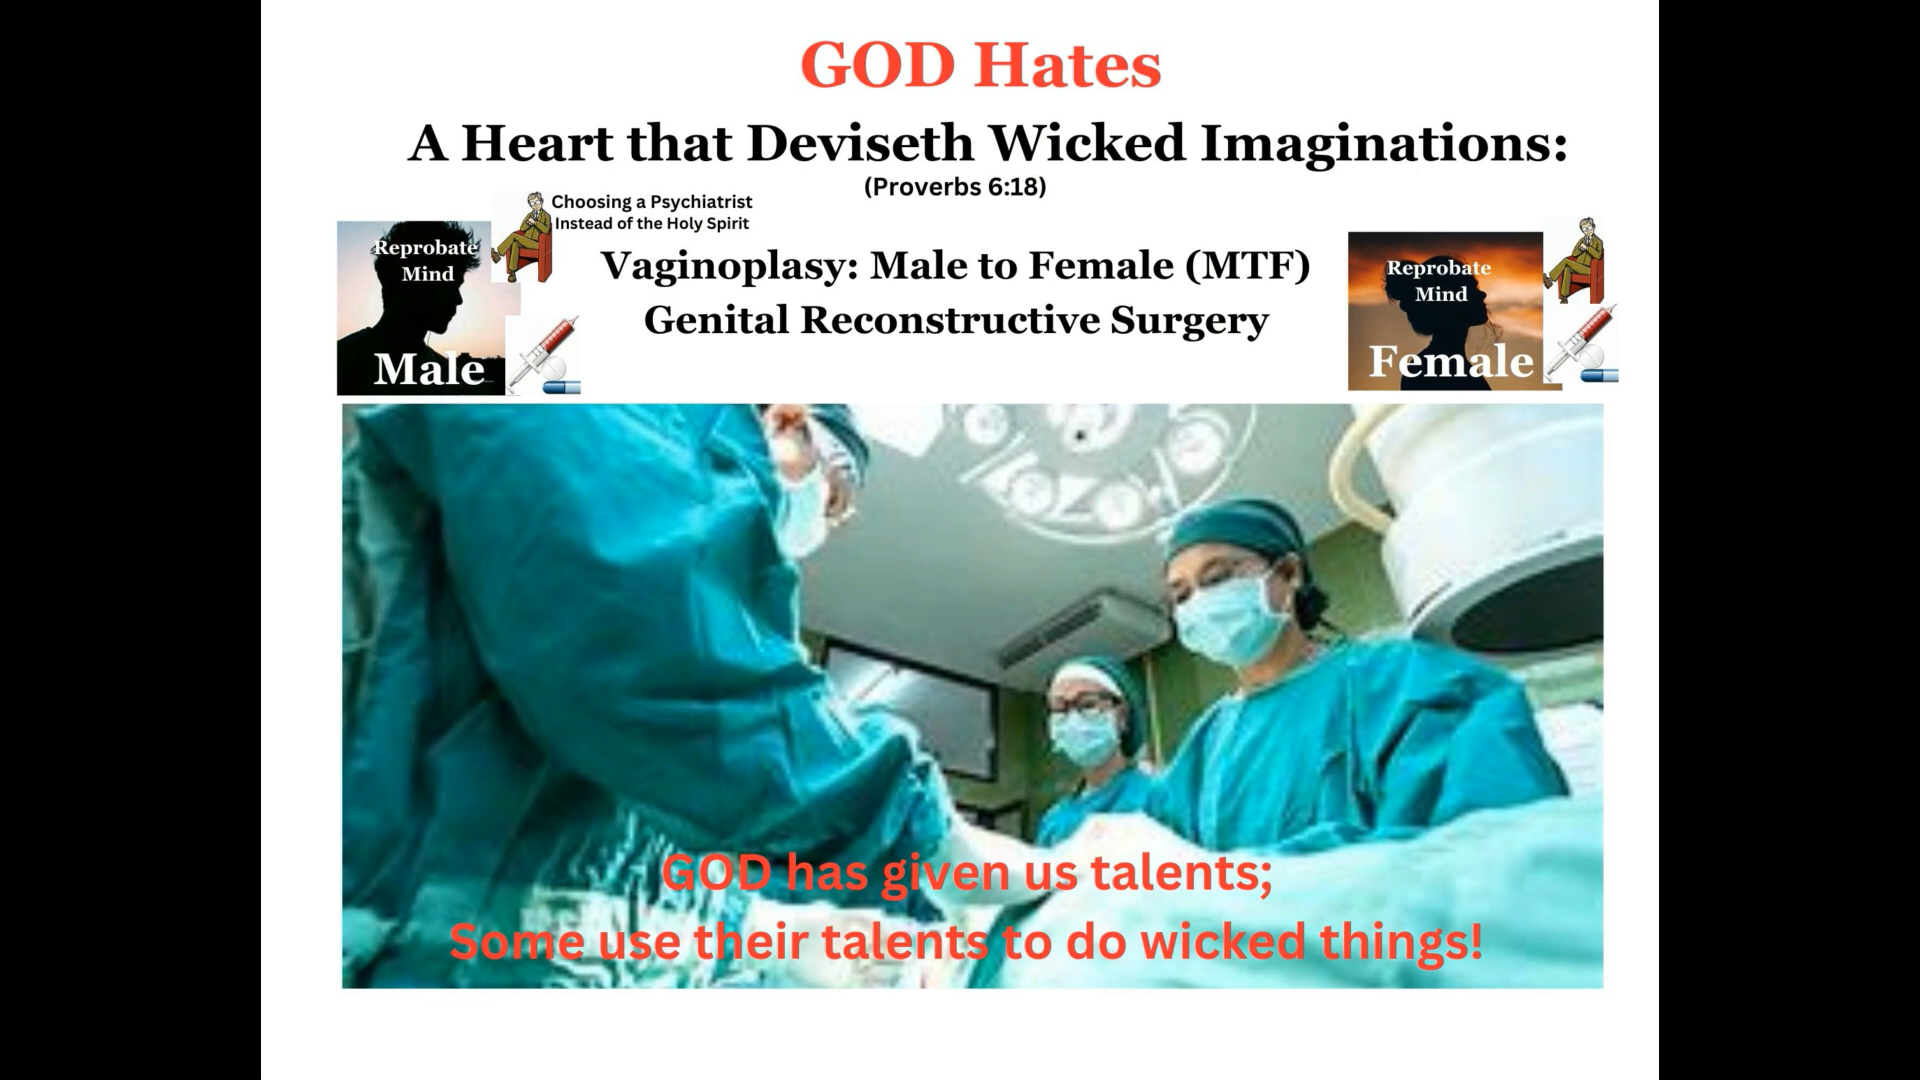 GOD Hates
A Heart that Deviseth Wicked Imaginations:
(Proverbs 6:18)
Choosing a Psychiatrist
Instead of the Holy Spirit
Reprobate
Mind
Male
Vaginoplasy: Male to Female (MTF)
Genital Reconstructive Surgery
Reprobate
Mind
Female
GOD has given us talents;
Some use their talents to do wicked things!